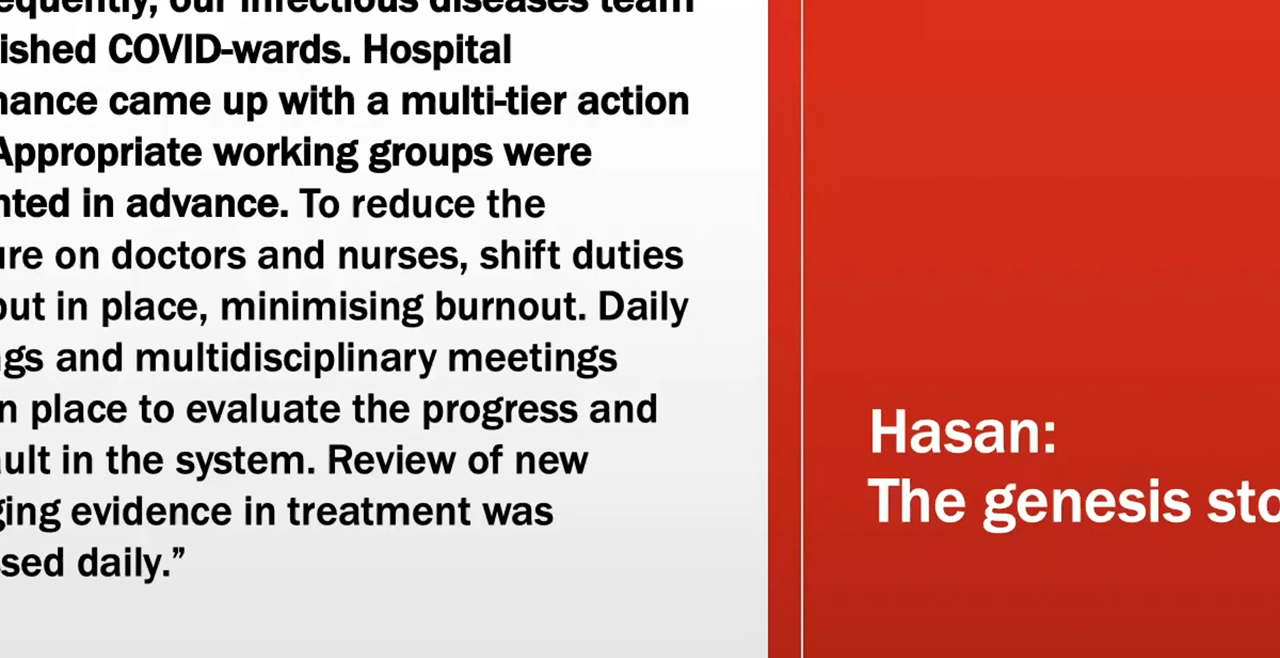 equently, our infectious diseases team
ished COVID-wards. Hospital
nance came up with a multi-tier action
Appropriate working groups were
nted in advance. To reduce the
ure on doctors and nurses, shift duties
put in place, minimising burnout. Daily
ngs and multidisciplinary meetings
n place to evaluate the progress and
ault in the system. Review of new
ging evidence in treatment was
ssed daily.”
Hasan:
The genesis sto